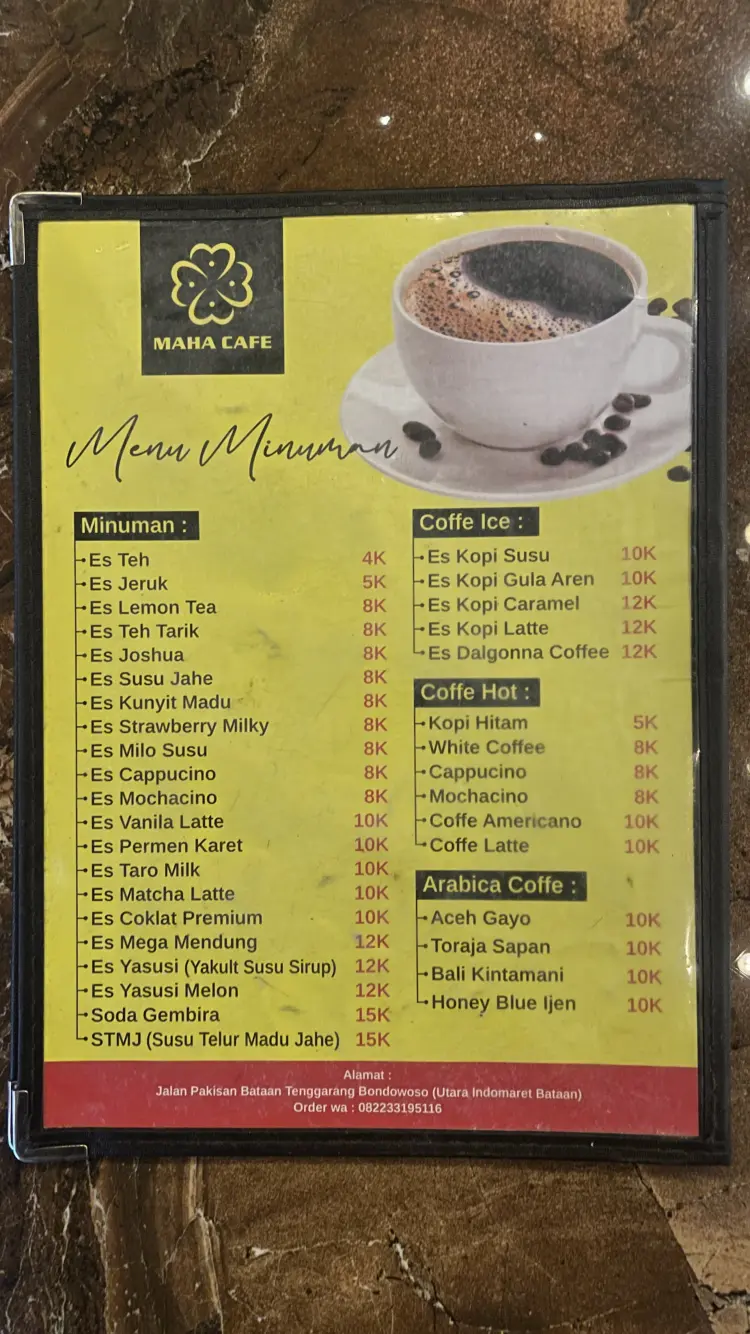 MAHA CAFE
Menu Minuman
Minuman :
Es Teh 4K
Es Jeruk 5K
Es Lemon Tea 8K
Es Teh Tarik 8K
Es Joshua 8K
Es Susu Jahe 8K
Es Kunyit Madu 8K
Es Strawberry Milky 8K
Es Milo Susu 8K
Es Cappucino 8K
Es Mochacino 8K
Es Vanila Latte 10K
Es Permen Karet 10K
Es Taro Milk 10K
Es Matcha Latte 10K
Es Coklat Premium 10K
Es Mega Mendung 12K
Es Yasusi (Yakult Susu Sirup) 12K
Es Yasusi Melon 12K
Soda Gembira 15K
STMJ (Susu Telur Madu Jahe) 15K
Coffe Ice :
Es Kopi Susu 10K
Es Kopi Gula Aren 10K
Es Kopi Caramel 12K
Es Kopi Latte 12K
Es Dalgonna Coffee 12K
Coffe Hot :
Kopi Hitam 5K
White Coffee 8K
Cappucino 8K
Mochacino 8K
Coffe Americano 10K
Coffe Latte 10K
Arabica Coffe :
Aceh Gayo 10K
Toraja Sapan 10K
Bali Kintamani 10K
Honey Blue Ijen 10K
Alamat :
Jalan Pakisan Bataan Tenggarang Bondowoso (Utara Indomaret Bataan)
Order wa : 082233195116